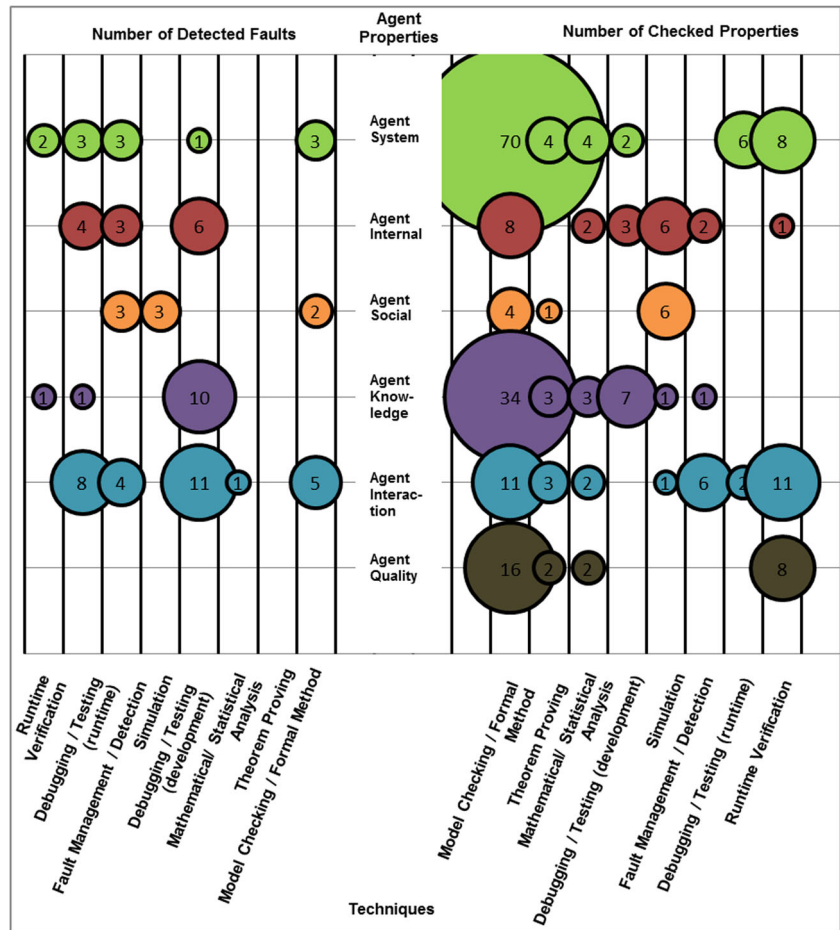 Number of Detected Faults
Agent
Properties
Number of Checked Properties
Agent
System
2
3
3
1
3
70
4
4
2
6
8
Agent
Internal
4
3
6
8
2
3
6
2
1
Agent
Social
3
3
2
4
1
6
Agent
Know-
ledge
1
1
10
34
3
3
7
1
1
Agent
Interac-
tion
8
4
11
1
5
11
3
2
1
6
2
11
Agent
Quality
16
2
2
8
Runtime
Verification
Debugging / Testing
(runtime)
Fault Management / Detection
Simulation
Debugging / Testing
(development)
Mathematical/ Statistical
Analysis
Theorem Proving
Model Checking / Formal Method
Model Checking / Formal
Method
Theorem Proving
Mathematical/ Statistical
Analysis
Debugging / Testing (development)
Simulation
Fault Management / Detection
Debugging / Testing (runtime)
Runtime Verification
Techniques